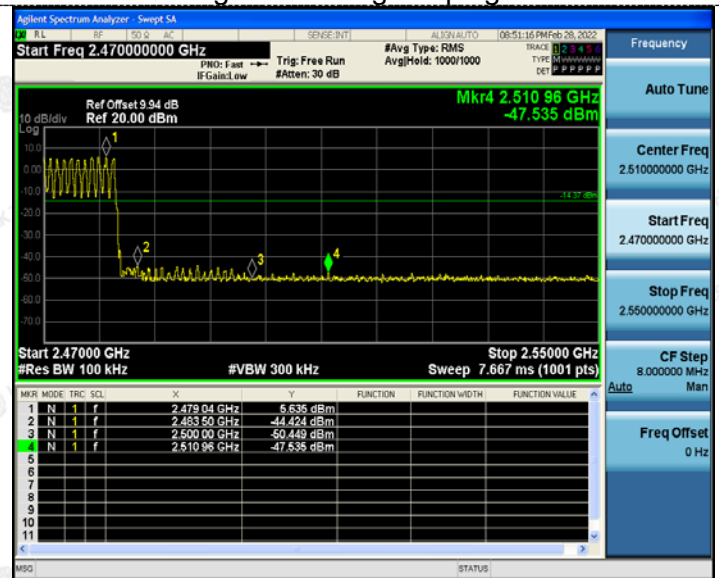 Agilent Spectrum Analyzer - Swept SA
RL RF 50 Ω AC SENSE:INT ALIGNAUTO 08:51:16 PM Feb 28, 2022
Start Freq 2.470000000 GHz
PNO: Fast
IFGain:Low
Trig: Free Run
#Atten: 30 dB
#Avg Type: RMS
Avg|Hold: 1000/1000
TRACE 1 2 3 4 5 6
TYPE M
DET P P P P P P
Ref Offset 9.94 dB
10 dB/div Ref 20.00 dBm
Log
Mkr4 2.510 96 GHz
-47.535 dBm
10.0
0.00
-10.0
-20.0
-30.0
-40.0
-50.0
-60.0
-70.0
1
2
3
4
-14.37 dBm
Start 2.47000 GHz Stop 2.55000 GHz
#Res BW 100 kHz #VBW 300 kHz Sweep 7.667 ms (1001 pts)
MKR MODE TRC SCL X Y FUNCTION FUNCTION WIDTH FUNCTION VALUE
1 N 1 f 2.479 04 GHz 5.635 dBm
2 N 1 f 2.483 50 GHz -44.424 dBm
3 N 1 f 2.500 00 GHz -50.449 dBm
4 N 1 f 2.510 96 GHz -47.535 dBm
5
6
7
8
9
10
11
MSG STATUS
Frequency
Auto Tune
Center Freq
2.510000000 GHz
Start Freq
2.470000000 GHz
Stop Freq
2.550000000 GHz
CF Step
8.000000 MHz
Auto Man
Freq Offset
0 Hz